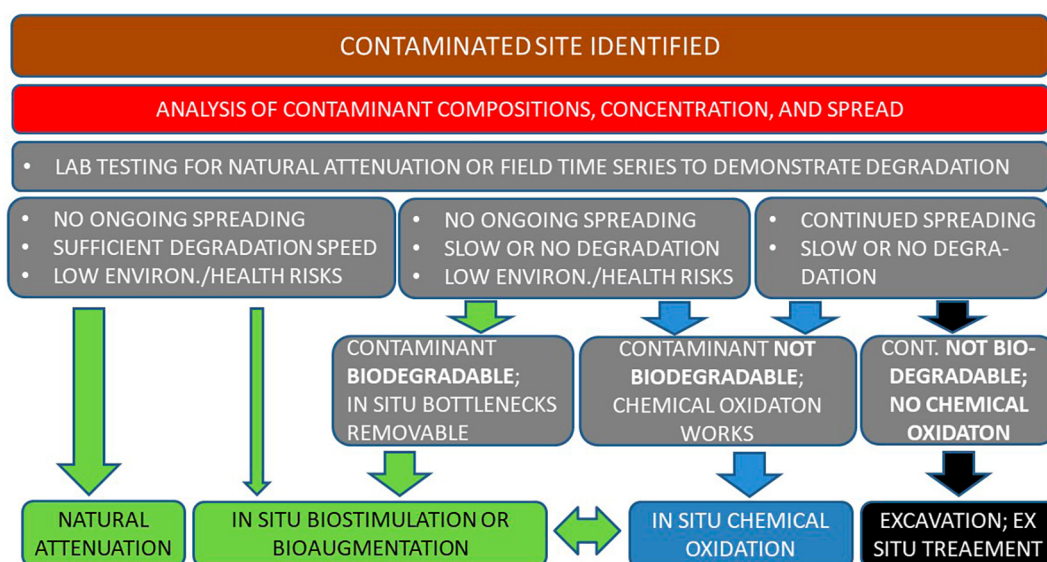 CONTAMINATED SITE IDENTIFIED
ANALYSIS OF CONTAMINANT COMPOSITIONS, CONCENTRATION, AND SPREAD
• LAB TESTING FOR NATURAL ATTENUATION OR FIELD TIME SERIES TO DEMONSTRATE DEGRADATION
• NO ONGOING SPREADING
• SUFFICIENT DEGRADATION SPEED
• LOW ENVIRON./HEALTH RISKS
• NO ONGOING SPREADING
• SLOW OR NO DEGRADATION
• LOW ENVIRON./HEALTH RISKS
• CONTINUED SPREADING
• SLOW OR NO DEGRA-
DATION
CONTAMINANT
BIODEGRADABLE;
IN SITU BOTTLENECKS
REMOVABLE
CONTAMINANT NOT
BIODEGRADABLE;
CHEMICAL OXIDATON
WORKS
CONT. NOT BIO-
DEGRADABLE;
NO CHEMICAL
OXIDATON
NATURAL
ATTENUATION
IN SITU BIOSTIMULATION OR
BIOAUGMENTATION
IN SITU CHEMICAL
OXIDATION
EXCAVATION; EX
SITU TREAEMENT